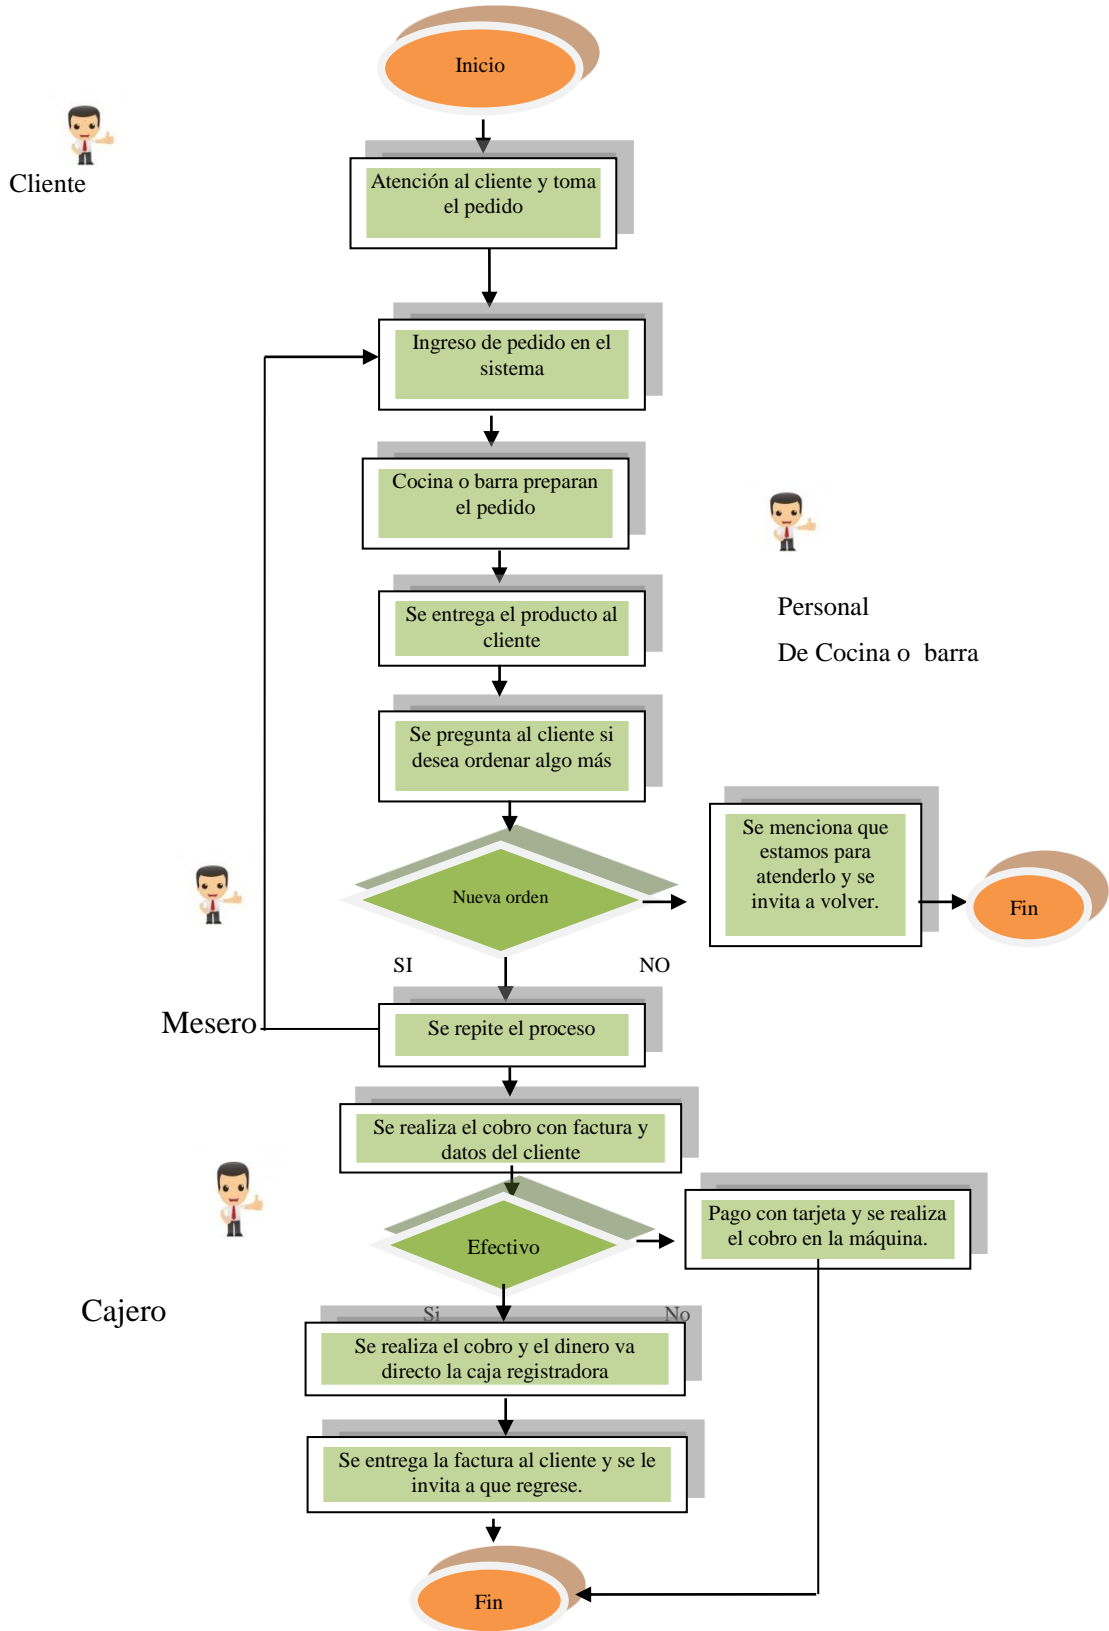 Inicio
Cliente
Atención al cliente y toma
el pedido
Ingreso de pedido en el
sistema
Cocina o barra preparan
el pedido
Personal
De Cocina o barra
Se entrega el producto al
cliente
Se pregunta al cliente si
desea ordenar algo más
Se menciona que
estamos para
atenderlo y se
invita a volver.
Nueva orden
Fin
SI
NO
Mesero
Se repite el proceso
Se realiza el cobro con factura y
datos del cliente
Pago con tarjeta y se realiza
el cobro en la máquina.
Efectivo
Cajero
Si
No
Se realiza el cobro y el dinero va
directo la caja registradora
Se entrega la factura al cliente y se le
invita a que regrese.
Fin